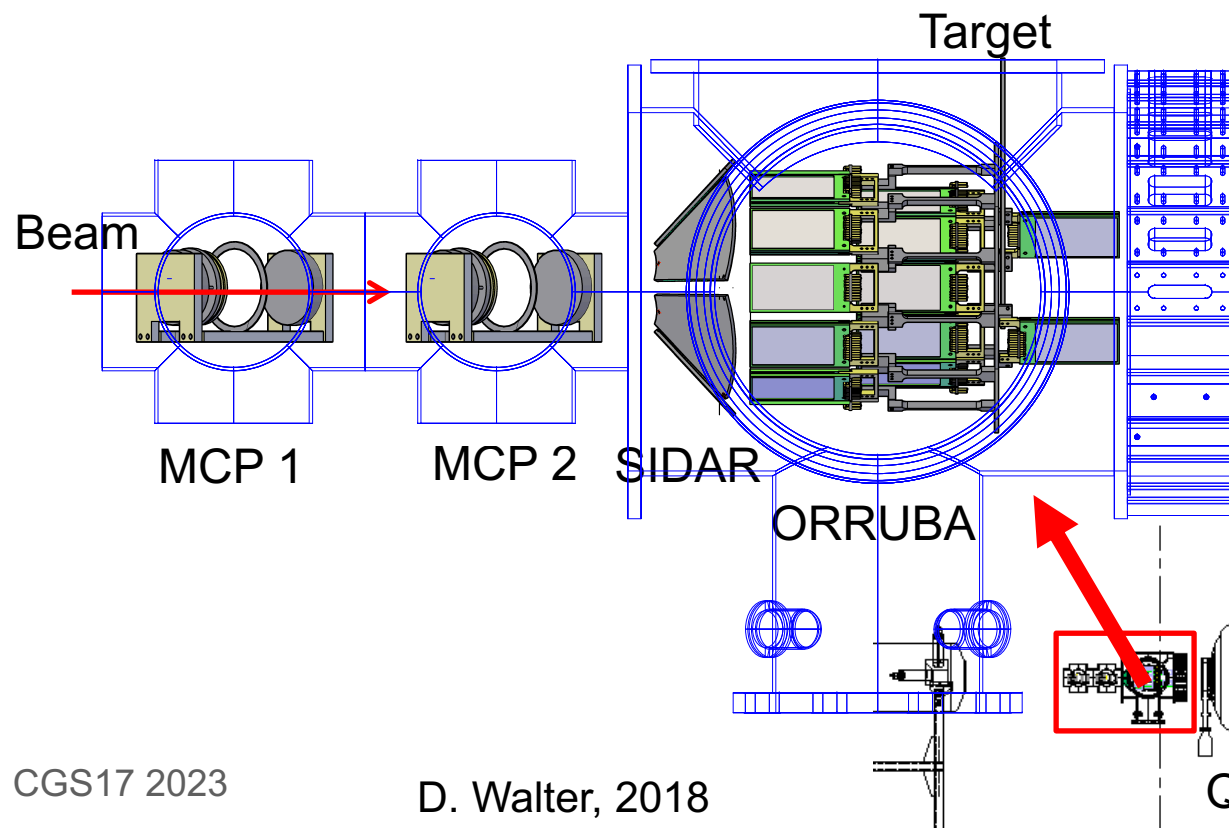 Target
Beam
MCP 1
MCP 2
SIDAR
ORRUBA
CGS17 2023
D. Walter, 2018
Q